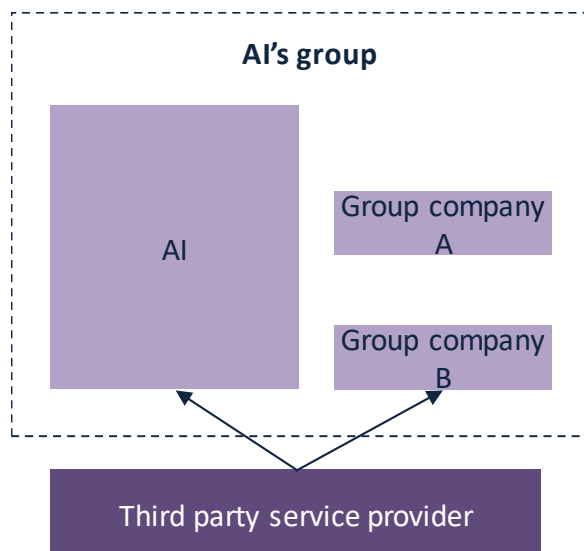 AI’s group
AI
Group company
A
Group company
B
Third party service provider